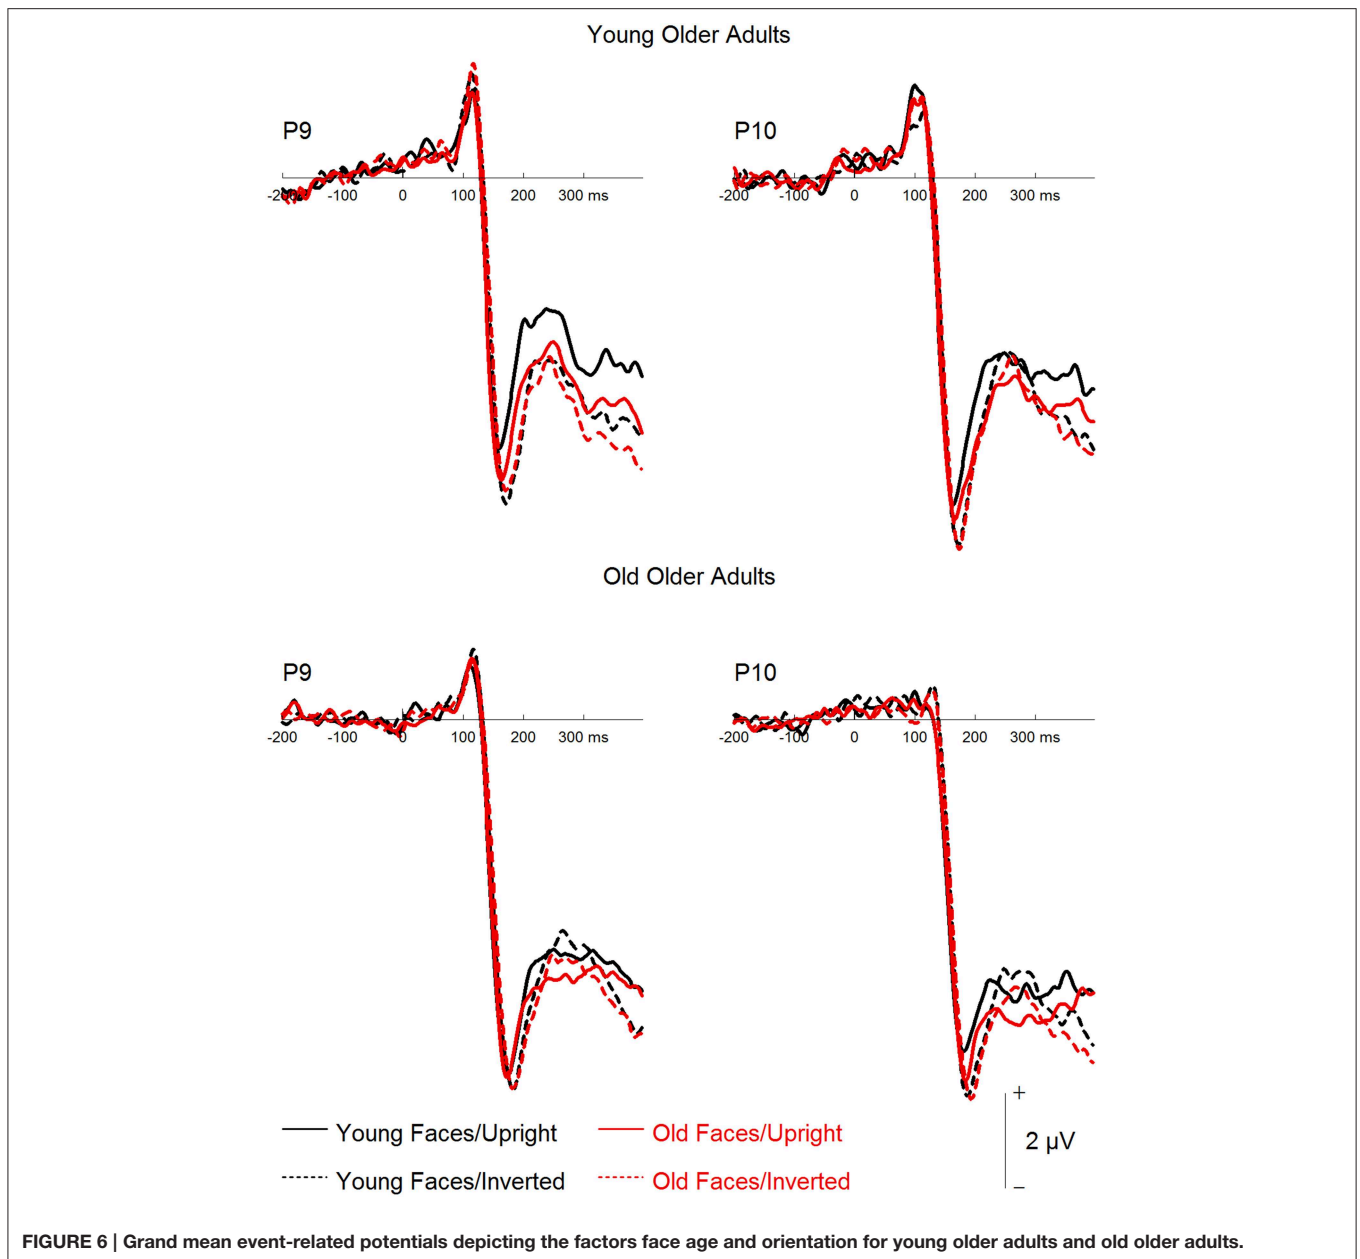 Young Older Adults
P9
P10
-200 -100 0 100 200 300 ms
-200 -100 0 100 200 300 ms
Old Older Adults
P9
P10
-200 -100 0 100 200 300 ms
-200 -100 0 100 200 300 ms
+
2 µV
–
Young Faces/Upright
Old Faces/Upright
Young Faces/Inverted
Old Faces/Inverted
FIGURE 6 | Grand mean event-related potentials depicting the factors face age and orientation for young older adults and old older adults.